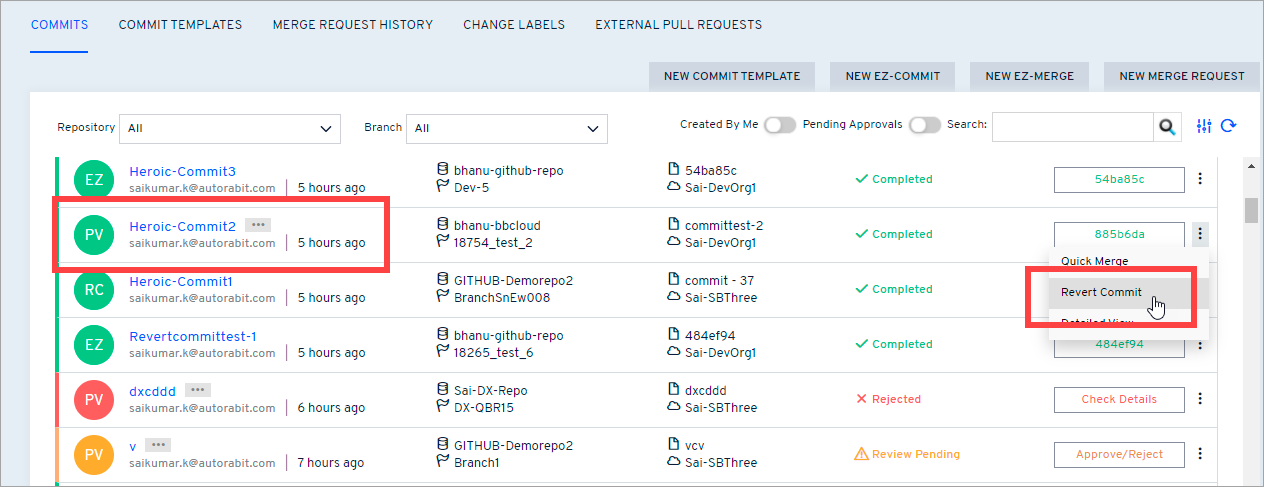 COMMITS COMMIT TEMPLATES MERGE REQUEST HISTORY CHANGE LABELS EXTERNAL PULL REQUESTS
NEW COMMIT TEMPLATE NEW EZ-COMMIT NEW EZ-MERGE NEW MERGE REQUEST
Repository All Branch All Created By Me Pending Approvals Search:
EZ Heroic-Commit3 bhanu-github-repo 54ba85c Completed 54ba85c
saikumar.k@autorabit.com 5 hours ago Dev-5 Sai-DevOrg1
PV Heroic-Commit2 ••• bhanu-bbcloud committest-2 Completed 885b6da
saikumar.k@autorabit.com 5 hours ago 18754_test_2 Sai-DevOrg1
Quick Merge
RC Heroic-Commit1 GITHUB-Demorepo2 commit - 37 Completed
saikumar.k@autorabit.com 5 hours ago BranchSnEw008 Sai-SBThree
Revert Commit
Detailed View
EZ Revertcommittest-1 bhanu-github-repo 484ef94 Completed 484ef94
saikumar.k@autorabit.com 5 hours ago 18265_test_6 Sai-DevOrg1
PV dxcddd ••• Sai-DX-Repo dxcddd Rejected Check Details
saikumar.k@autorabit.com 6 hours ago DX-QBR15 Sai-SBThree
PV v ••• GITHUB-Demorepo2 vcv Review Pending Approve/Reject
saikumar.k@autorabit.com 7 hours ago Branch1 Sai-SBThree